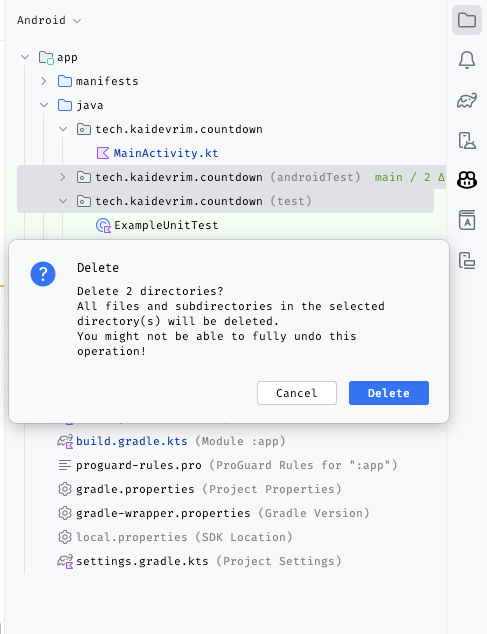 Android
app
manifests
java
tech.kaidevrim.countdown
MainActivity.kt
tech.kaidevrim.countdown (androidTest) main / 2 Δ
tech.kaidevrim.countdown (test)
ExampleUnitTest
Delete
Delete 2 directories?
All files and subdirectories in the selected
directory(s) will be deleted.
You might not be able to fully undo this
operation!
Cancel Delete
build.gradle.kts (Module :app)
proguard-rules.pro (ProGuard Rules for ":app")
gradle.properties (Project Properties)
gradle-wrapper.properties (Gradle Version)
local.properties (SDK Location)
settings.gradle.kts (Project Settings)